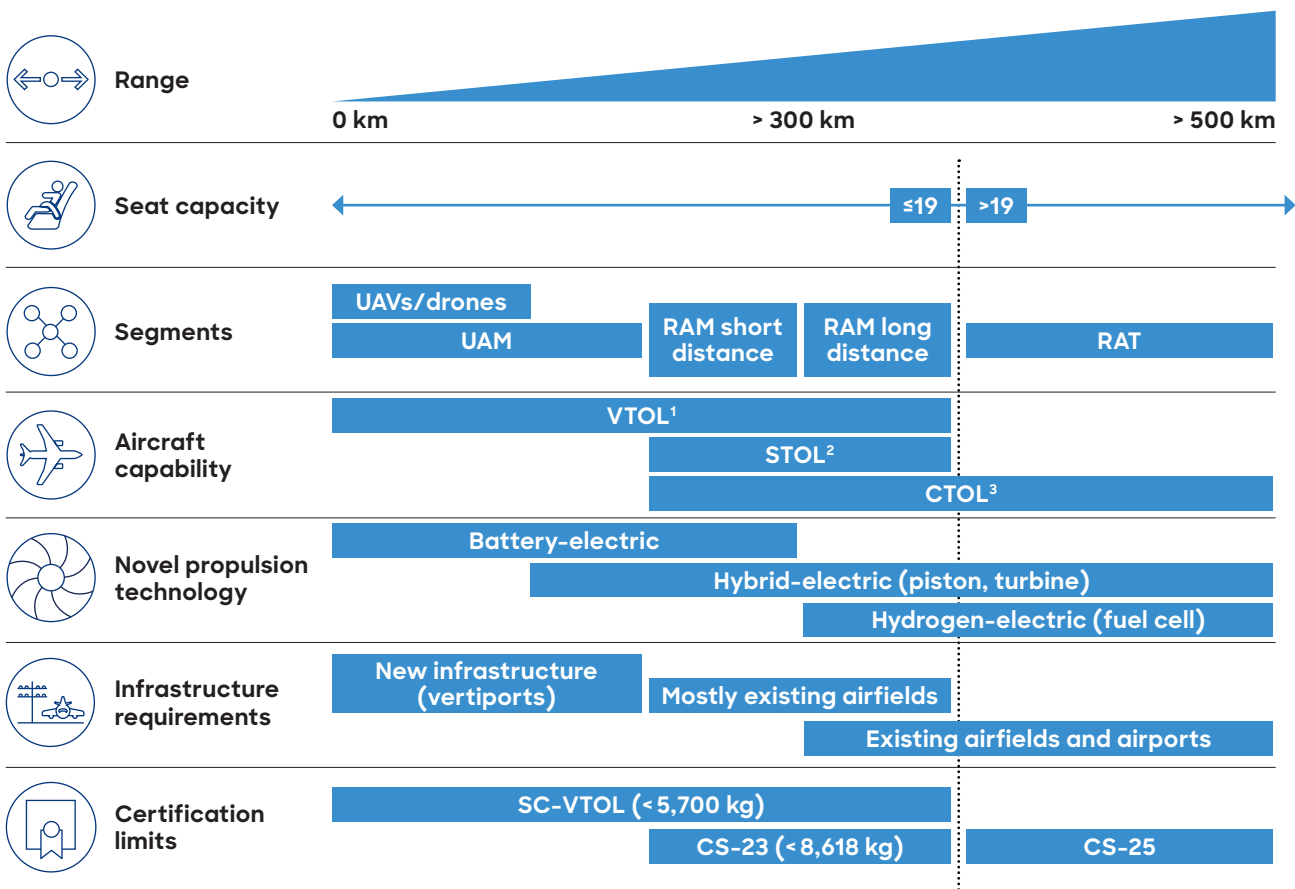 Range
0 km
> 300 km
> 500 km
Seat capacity
≤19
>19
Segments
UAVs/drones
UAM
RAM short
distance
RAM long
distance
RAT
Aircraft
capability
VTOL¹
STOL²
CTOL³
Novel propulsion
technology
Battery-electric
Hybrid-electric (piston, turbine)
Hydrogen-electric (fuel cell)
Infrastructure
requirements
New infrastructure
(vertiports)
Mostly existing airfields
Existing airfields and airports
Certification
limits
SC-VTOL (<5,700 kg)
CS-23 (<8,618 kg)
CS-25